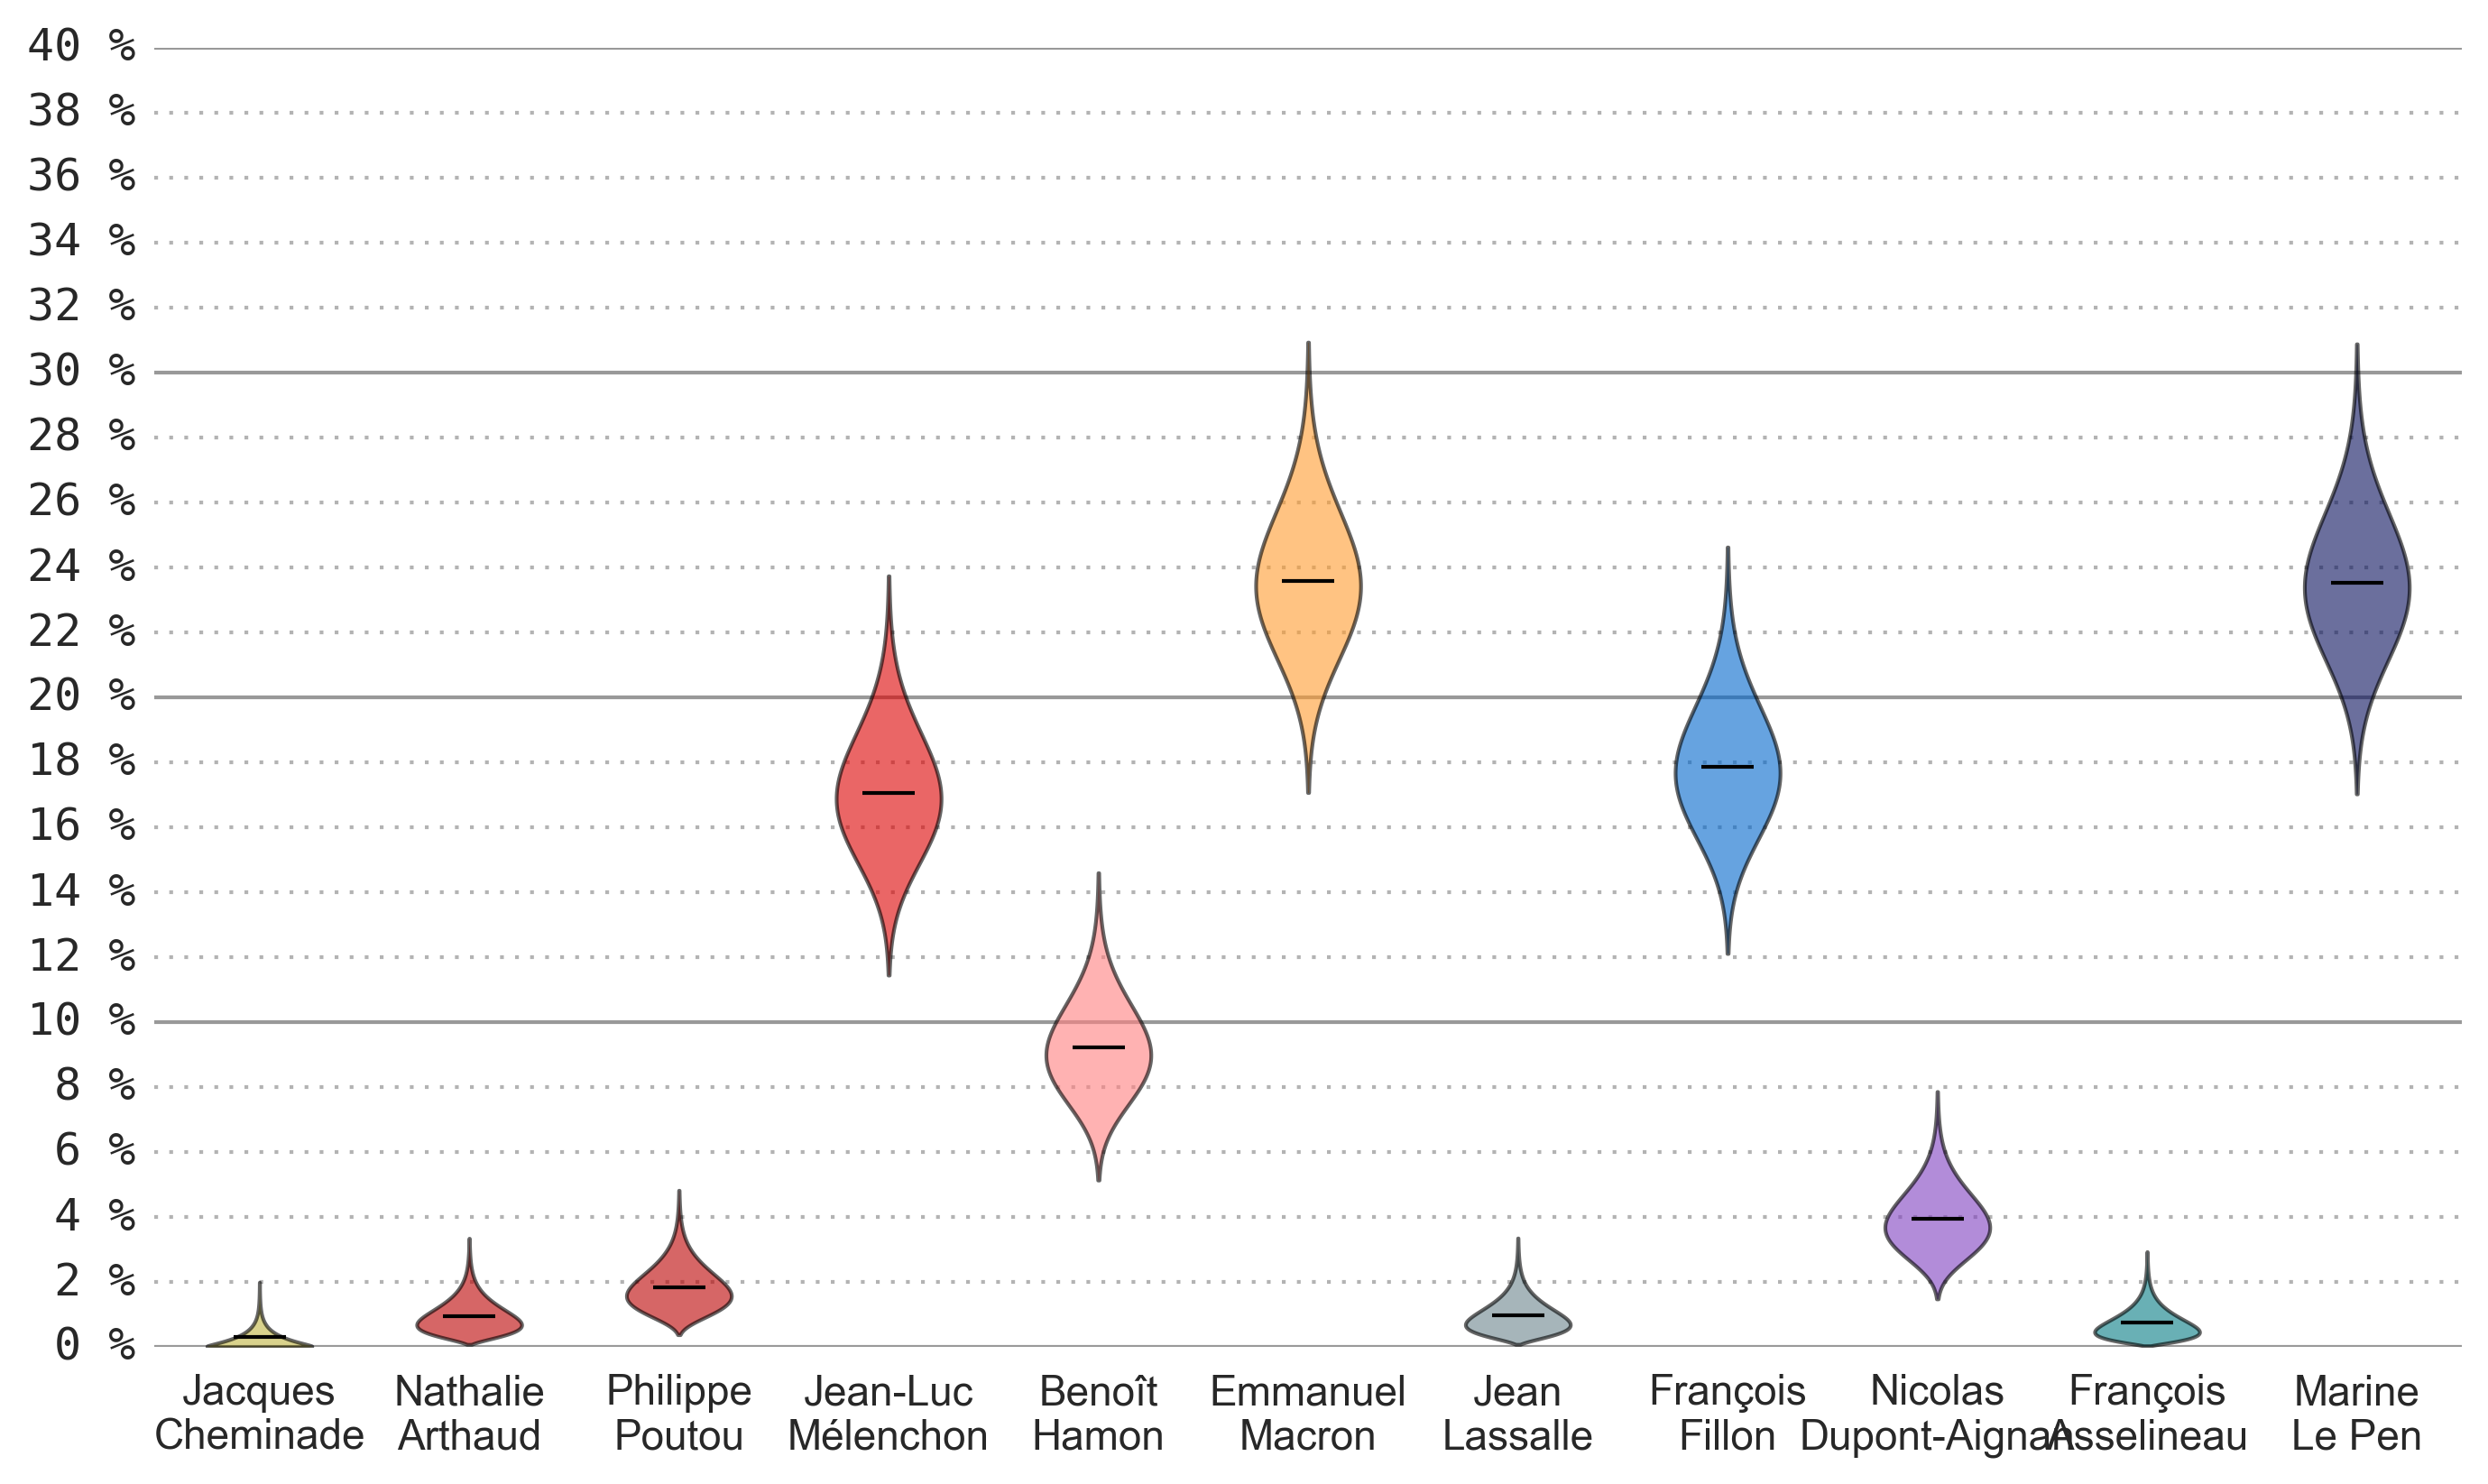 40 %
38 %
36 %
34 %
32 %
30 %
28 %
26 %
24 %
22 %
20 %
18 %
16 %
14 %
12 %
10 %
8 %
6 %
4 %
2 %
0 %
Jacques
Cheminade
Nathalie
Arthaud
Philippe
Poutou
Jean-Luc
Mélenchon
Benoît
Hamon
Emmanuel
Macron
Jean
Lassalle
François
Fillon
Nicolas
Dupont-Aignan
François
Asselineau
Marine
Le Pen